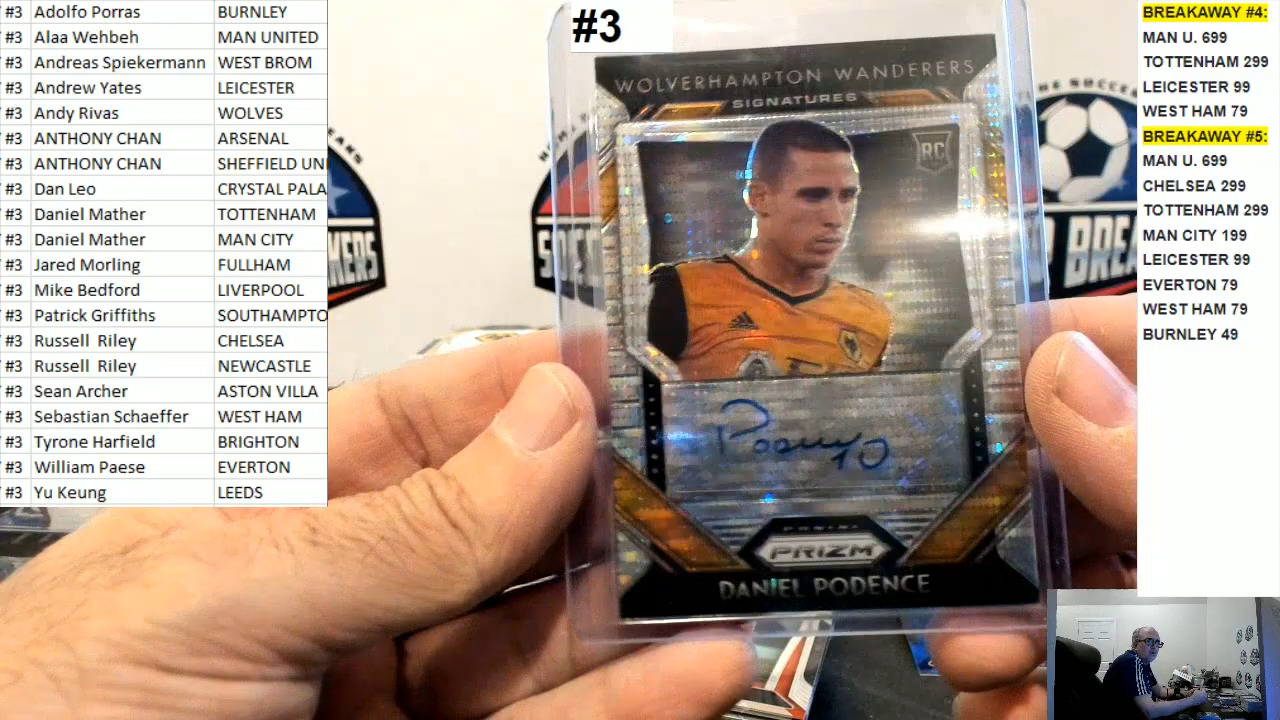 #3 Adolfo Porras BURNLEY
#3 Alaa Wehbeh MAN UNITED
#3 Andreas Spiekermann WEST BROM
#3 Andrew Yates LEICESTER
#3 Andy Rivas WOLVES
#3 ANTHONY CHAN ARSENAL
#3 ANTHONY CHAN SHEFFIELD UNI
#3 Dan Leo CRYSTAL PALA
#3 Daniel Mather TOTTENHAM
#3 Daniel Mather MAN CITY
#3 Jared Morling FULLHAM
#3 Mike Bedford LIVERPOOL
#3 Patrick Griffiths SOUTHAMPTO
#3 Russell Riley CHELSEA
#3 Russell Riley NEWCASTLE
#3 Sean Archer ASTON VILLA
#3 Sebastian Schaeffer WEST HAM
#3 Tyrone Harfield BRIGHTON
#3 William Paese EVERTON
#3 Yu Keung LEEDS
#3
WOLVERHAMPTON WANDERERS
SIGNATURES
RC
Podence
PANINI
PRIZM
DANIEL PODENCE
KERS
BREA
BREAKAWAY #4:
MAN U. 699
TOTTENHAM 299
LEICESTER 99
WEST HAM 79
BREAKAWAY #5:
MAN U. 699
CHELSEA 299
TOTTENHAM 299
MAN CITY 199
LEICESTER 99
EVERTON 79
WEST HAM 79
BURNLEY 49